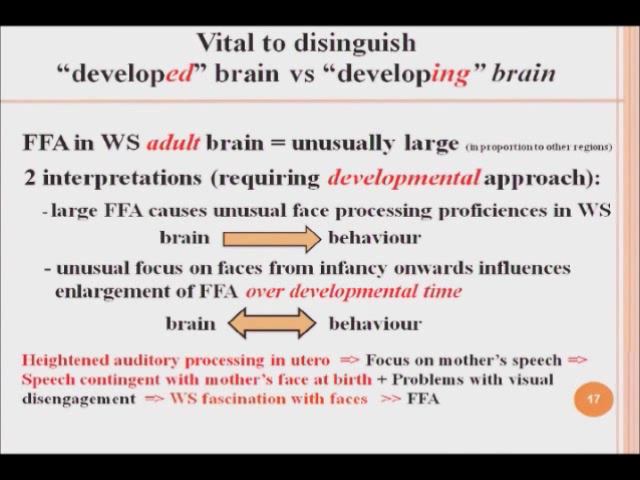 Vital to disinguish
“developed” brain vs “developing” brain
FFA in WS adult brain = unusually large (in proportion to other regions)
2 interpretations (requiring developmental approach):
- large FFA causes unusual face processing proficiences in WS
brain behaviour
- unusual focus on faces from infancy onwards influences
enlargement of FFA over developmental time
brain behaviour
Heightened auditory processing in utero => Focus on mother’s speech =>
Speech contingent with mother’s face at birth + Problems with visual
disengagement => WS fascination with faces >> FFA
17